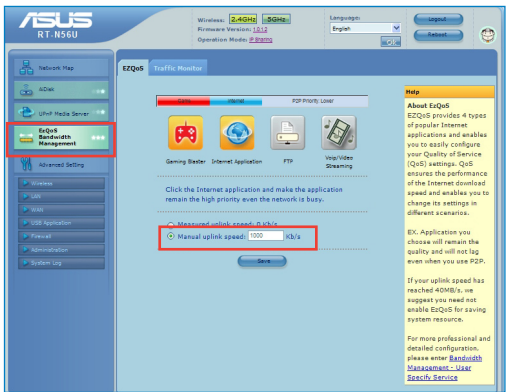 /SUS
RT-N56U
Wireless: 2.4GHz 5GHz
Firmware Version: 1.0.1.2
Operation Mode: IP Sharing
Language:
English
Logout
Reboot
Network Map
AiDisk
UPnP Media Server
EzQoS
Bandwidth
Management
Advanced Setting
Wireless
LAN
WAN
USB Application
Firewall
Administration
System Log
EZQoS Traffic Monitor
Game Internet P2P Priority Lower
Gaming Blaster Internet Application FTP Voip/Video
Streaming
Click the Internet application and make the application
remain the high priority even the network is busy.
Measured uplink speed: 0 Kb/s
Manual uplink speed: 1000 Kb/s
Save
Help
About EzQoS
EZQoS provides 4 types
of popular Internet
applications and enables
you to easily configure
your Quality of Service
(QoS) settings. QoS
ensures the performance
of the Internet download
speed and enables you to
change its settings in
different scenarios.
EX. Application you
choose will remain the
quality and will not lag
even when you use P2P.
If your uplink speed has
reached 40MB/s, we
suggest you need not
enable EzQoS for saving
system resource.
For more professional and
detailed configuration,
please enter Bandwidth
Management - User
Specify Service